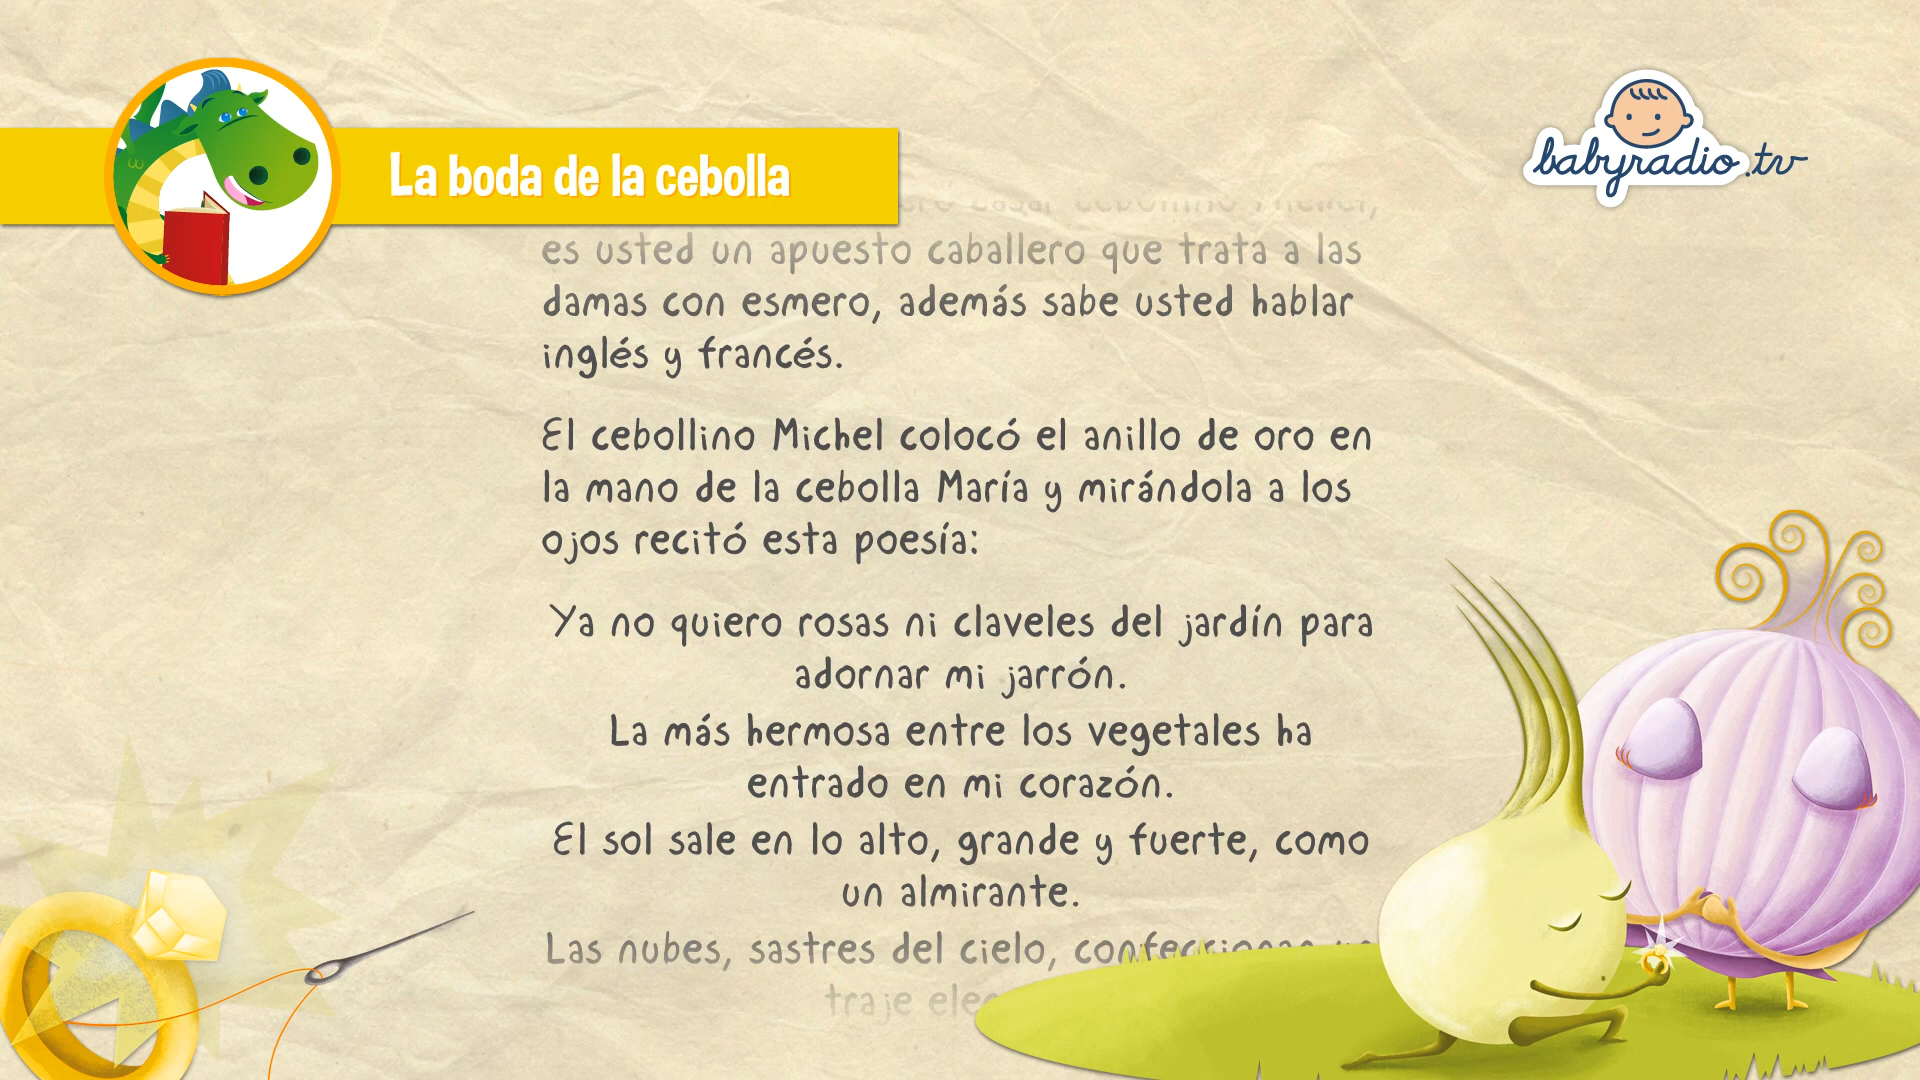 La boda de la cebolla
babyradio.tv
es usted un apuesto caballero que trata a las
damas con esmero, además sabe usted hablar
inglés y francés.
El cebollino Michel colocó el anillo de oro en
la mano de la cebolla María y mirándola a los
ojos recitó esta poesía:
Ya no quiero rosas ni claveles del jardín para
adornar mi jarrón.
La más hermosa entre los vegetales ha
entrado en mi corazón.
El sol sale en lo alto, grande y fuerte, como
un almirante.
Las nubes, sastres del cielo,
traje